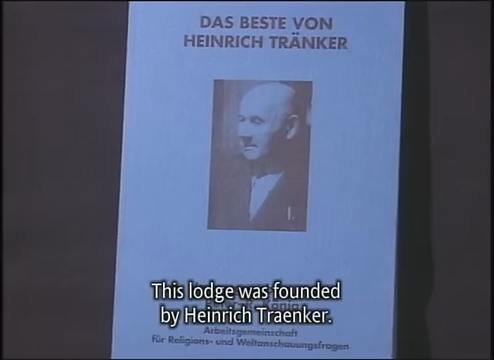 DAS BESTE VON
HEINRICH TRÄNKER
This lodge was founded
by Heinrich Traenker.
Arbeitsgemeinschaft
für Religions- und Weltanschauungsfragen